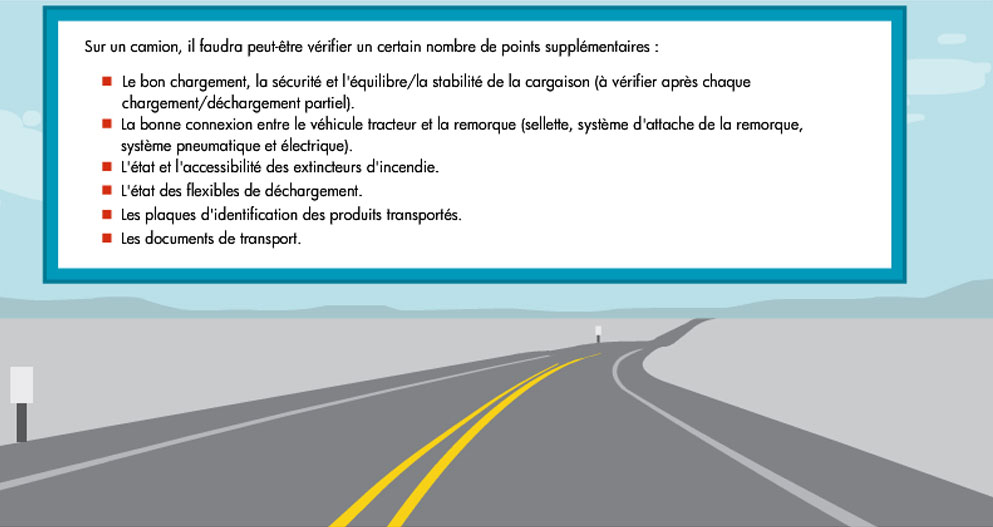 Sur un camion, il faudra peut-être vérifier un certain nombre de points supplémentaires :
Le bon chargement, la sécurité et l'équilibre/la stabilité de la cargaison (à vérifier après chaque
chargement/déchargement partiel).
La bonne connexion entre le véhicule tracteur et la remorque (sellette, système d'attache de la remorque,
système pneumatique et électrique).
L'état et l'accessibilité des extincteurs d'incendie.
L'état des flexibles de déchargement.
Les plaques d'identification des produits transportés.
Les documents de transport.